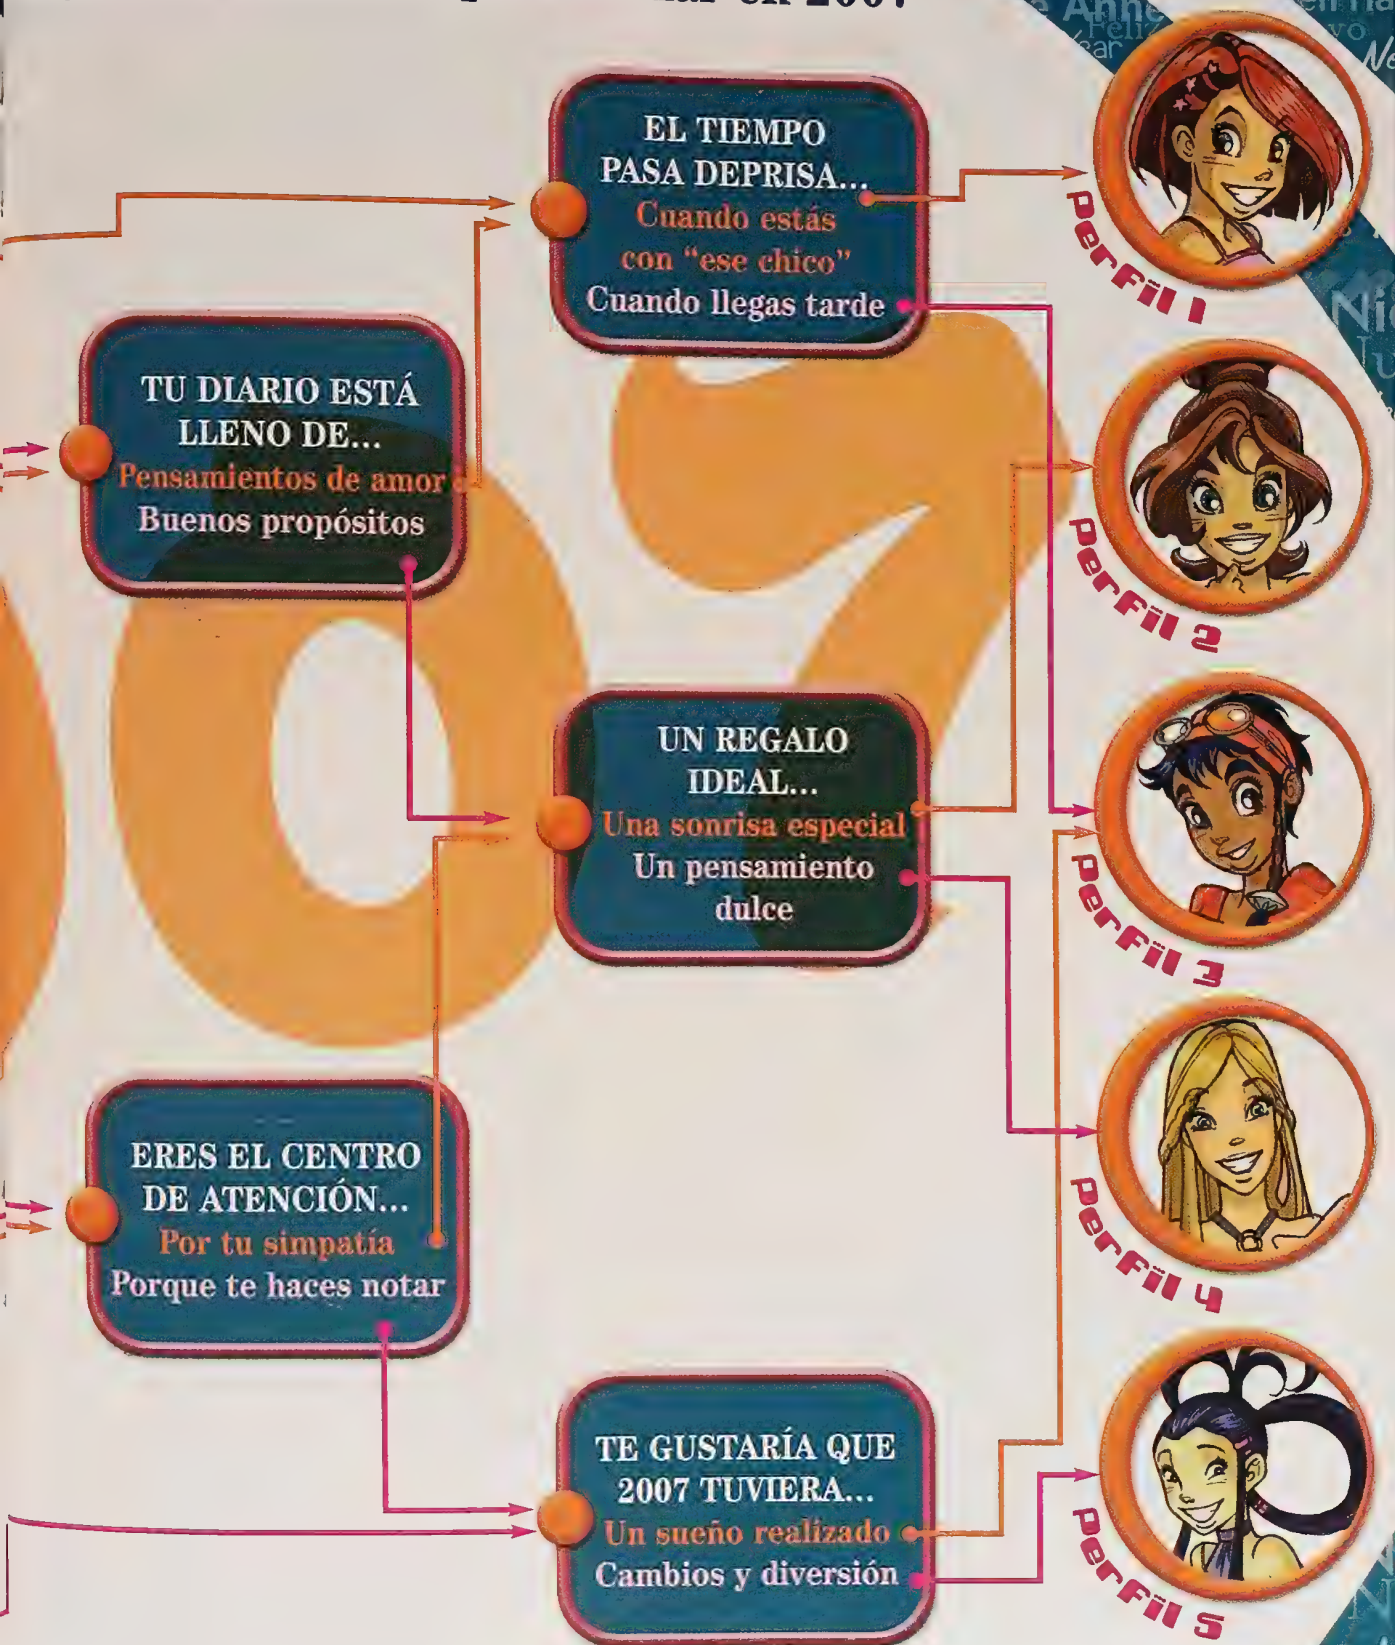 en 2007
EL TIEMPO
PASA DEPRISA...
Cuando estás
con “ese chico”
Cuando llegas tarde
TU DIARIO ESTÁ
LLENO DE...
Pensamientos de amor
Buenos propósitos
UN REGALO
IDEAL...
Una sonrisa especial
Un pensamiento
dulce
ERES EL CENTRO
DE ATENCIÓN...
Por tu simpatía
Porque te haces notar
TE GUSTARÍA QUE
2007 TUVIERA...
Un sueño realizado
Cambios y diversión
Perfil 1
Perfil 2
Perfil 3
Perfil 4
Perfil 5